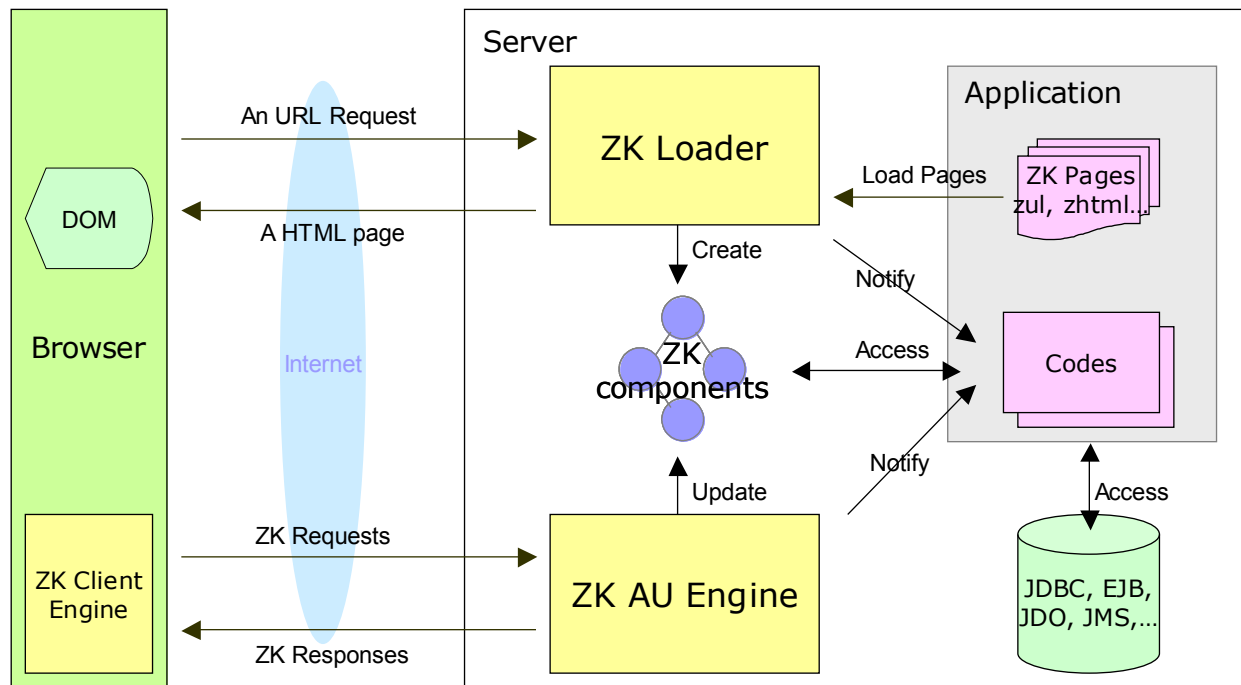 Server
Application
An URL Request
ZK Loader
Load Pages
ZK Pages
zul, zhtml...
DOM
A HTML page
Create
Notify
Browser
Internet
ZK
components
Access
Codes
Notify
Update
Access
ZK Requests
ZK Client
Engine
ZK AU Engine
JDBC, EJB,
JDO, JMS,...
ZK Responses